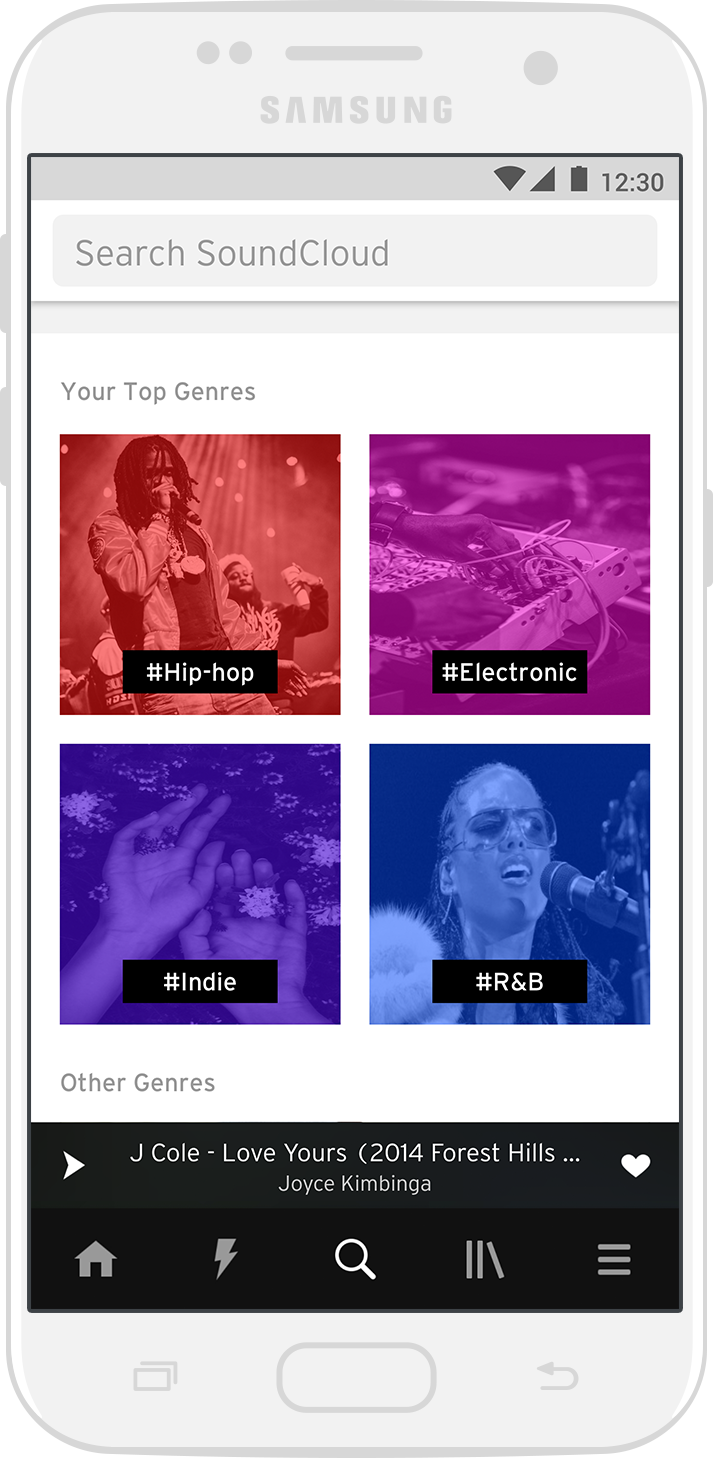 SAMSUNG
12:30
Search SoundCloud
Your Top Genres
#Hip-hop
#Electronic
#Indie
#R&B
Other Genres
J Cole - Love Yours (2014 Forest Hills ...
Joyce Kimbinga